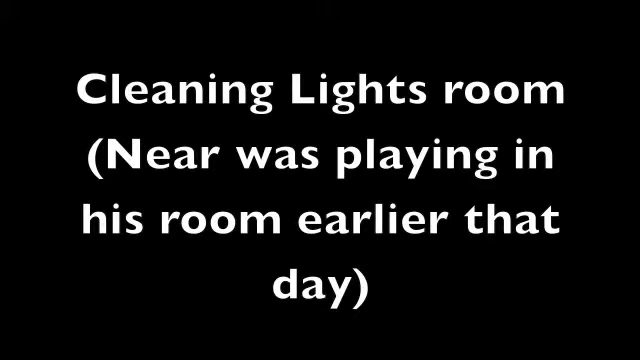 Cleaning Lights room
(Near was playing in
his room earlier that
day)